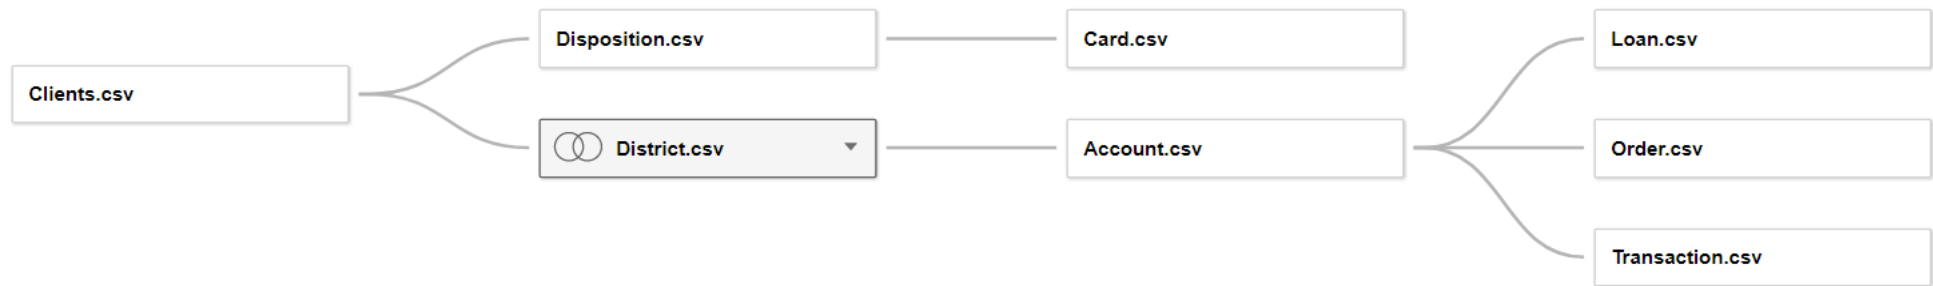 Clients.csv
Disposition.csv
District.csv
Card.csv
Account.csv
Loan.csv
Order.csv
Transaction.csv